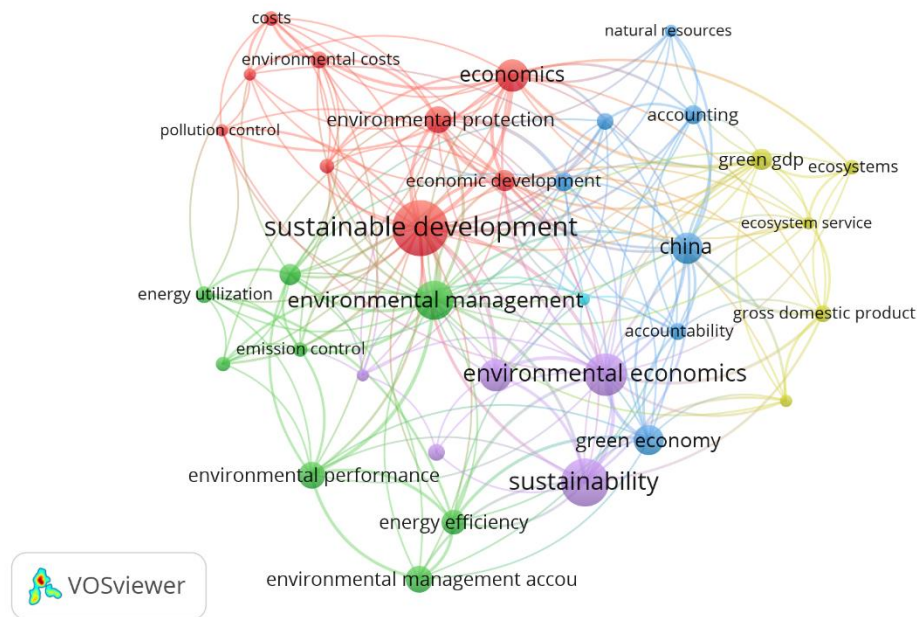 costs
natural resources
environmental costs
economics
accounting
environmental protection
pollution control
green gdp
ecosystems
economic development
sustainable development
ecosystem service
china
energy utilization
environmental management
gross domestic product
accountability
emission control
environmental economics
green economy
environmental performance
sustainability
energy efficiency
environmental management accou
VOSviewer